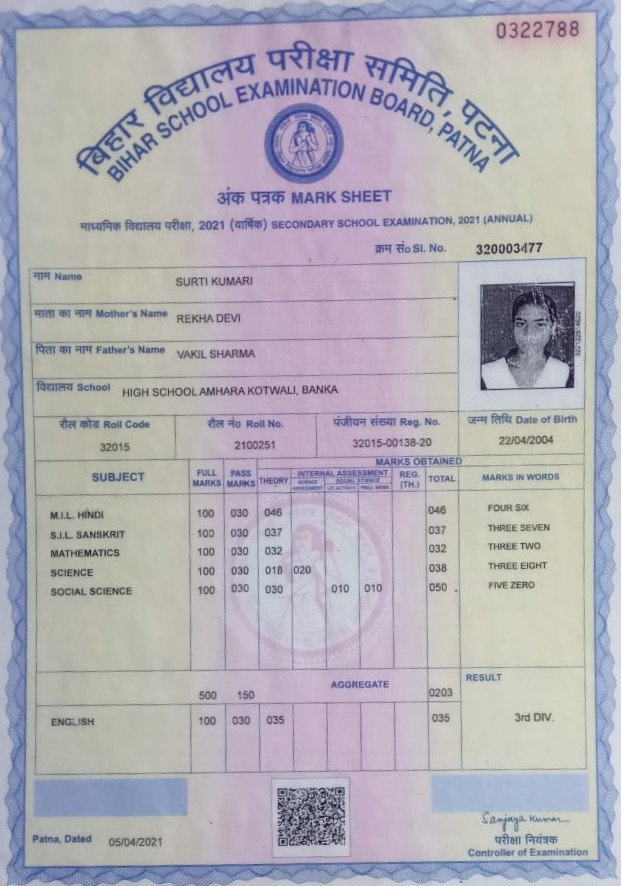 0322788
बिहार विद्यालय परीक्षा समिति, पटना
BIHAR SCHOOL EXAMINATION BOARD, PATNA
अंक पत्रक MARK SHEET
माध्यमिक विद्यालय परीक्षा, 2021 (वार्षिक) SECONDARY SCHOOL EXAMINATION, 2021 (ANNUAL)
क्रम सं० Sl. No. 320003477
नाम Name SURTI KUMARI
माता का नाम Mother's Name REKHA DEVI
पिता का नाम Father's Name VAKIL SHARMA
विद्यालय School HIGH SCHOOL AMHARA KOTWALI, BANKA
रौल कोड Roll Code रौल नं० Roll No. पंजीयन संख्या Reg. No. जन्म तिथि Date of Birth
32015 2100251 32015-00138-20 22/04/2004
MARKS OBTAINED
SUBJECT FULL MARKS PASS MARKS THEORY INTERNAL ASSESSMENT REG. (TH.) TOTAL MARKS IN WORDS
SCIENCE ASSESSMENT SOCIAL SCIENCE LIT. ACTIVITY PROJ. WORK
M.I.L. HINDI 100 030 046 046 FOUR SIX
S.I.L. SANSKRIT 100 030 037 037 THREE SEVEN
MATHEMATICS 100 030 032 032 THREE TWO
SCIENCE 100 030 018 020 038 THREE EIGHT
SOCIAL SCIENCE 100 030 030 010 010 050 FIVE ZERO
500 150 AGGREGATE 0203 RESULT
ENGLISH 100 030 035 035 3rd DIV.
Sanjaya Kumar
Patna, Dated 05/04/2021
परीक्षा नियंत्रक
Controller of Examination